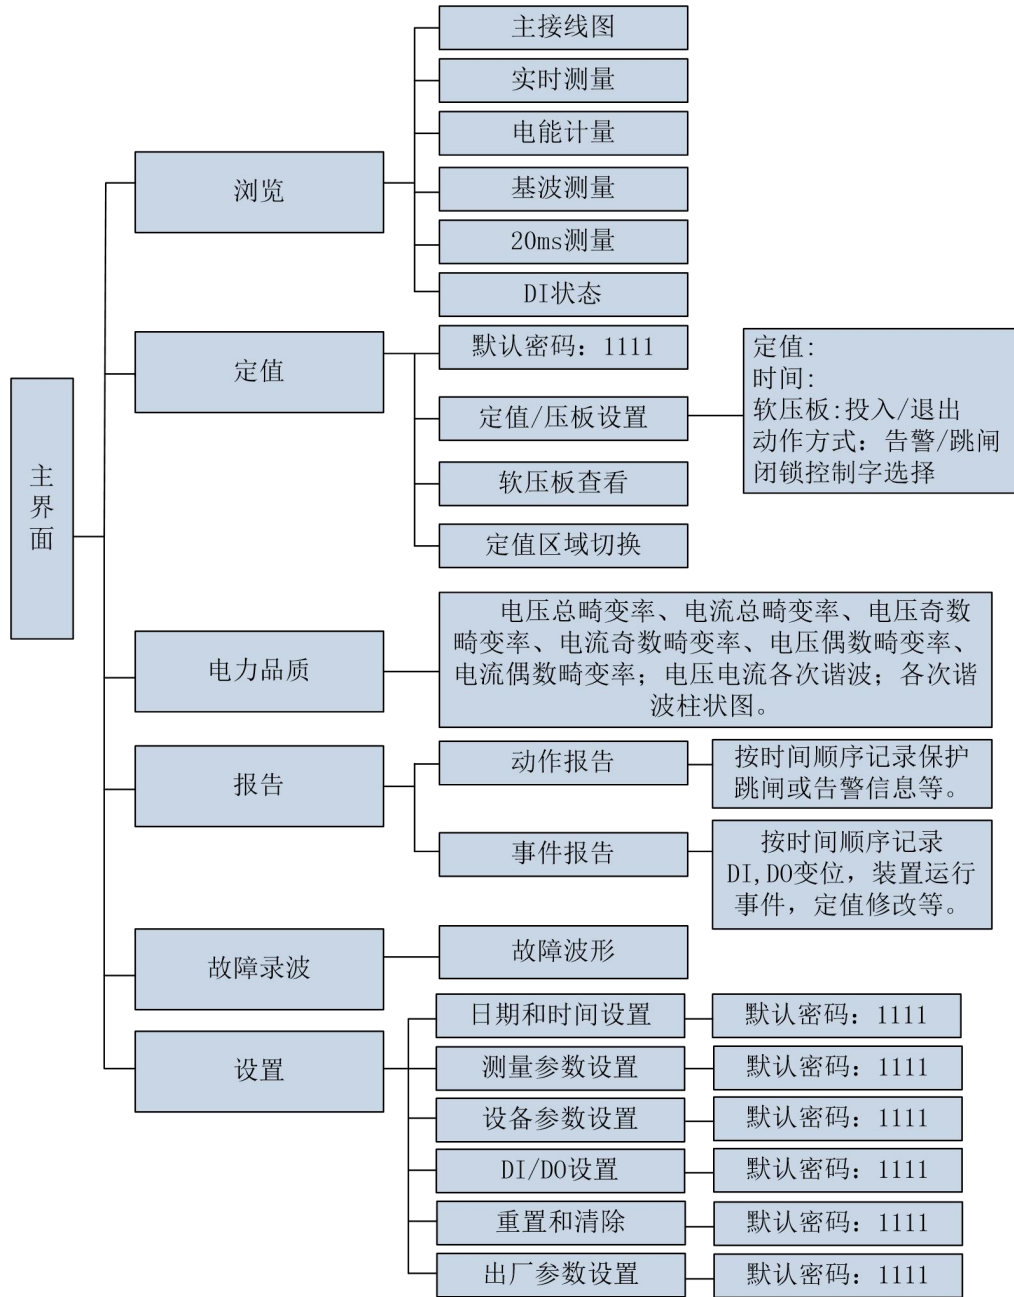 主界面
浏览
主接线图
实时测量
电能计量
基波测量
20ms测量
DI状态
定值
默认密码：1111
定值/压板设置
定值:
时间:
软压板:投入/退出
动作方式：告警/跳闸
闭锁控制字选择
软压板查看
定值区域切换
电力品质
电压总畸变率、电流总畸变率、电压奇数
畸变率、电流奇数畸变率、电压偶数畸变率、
电流偶数畸变率；电压电流各次谐波；各次谐
波柱状图。
报告
动作报告
按时间顺序记录保护
跳闸或告警信息等。
事件报告
按时间顺序记录
DI,DO变位，装置运行
事件，定值修改等。
故障录波
故障波形
设置
日期和时间设置
默认密码：1111
测量参数设置
默认密码：1111
设备参数设置
默认密码：1111
DI/DO设置
默认密码：1111
重置和清除
默认密码：1111
出厂参数设置
默认密码：1111